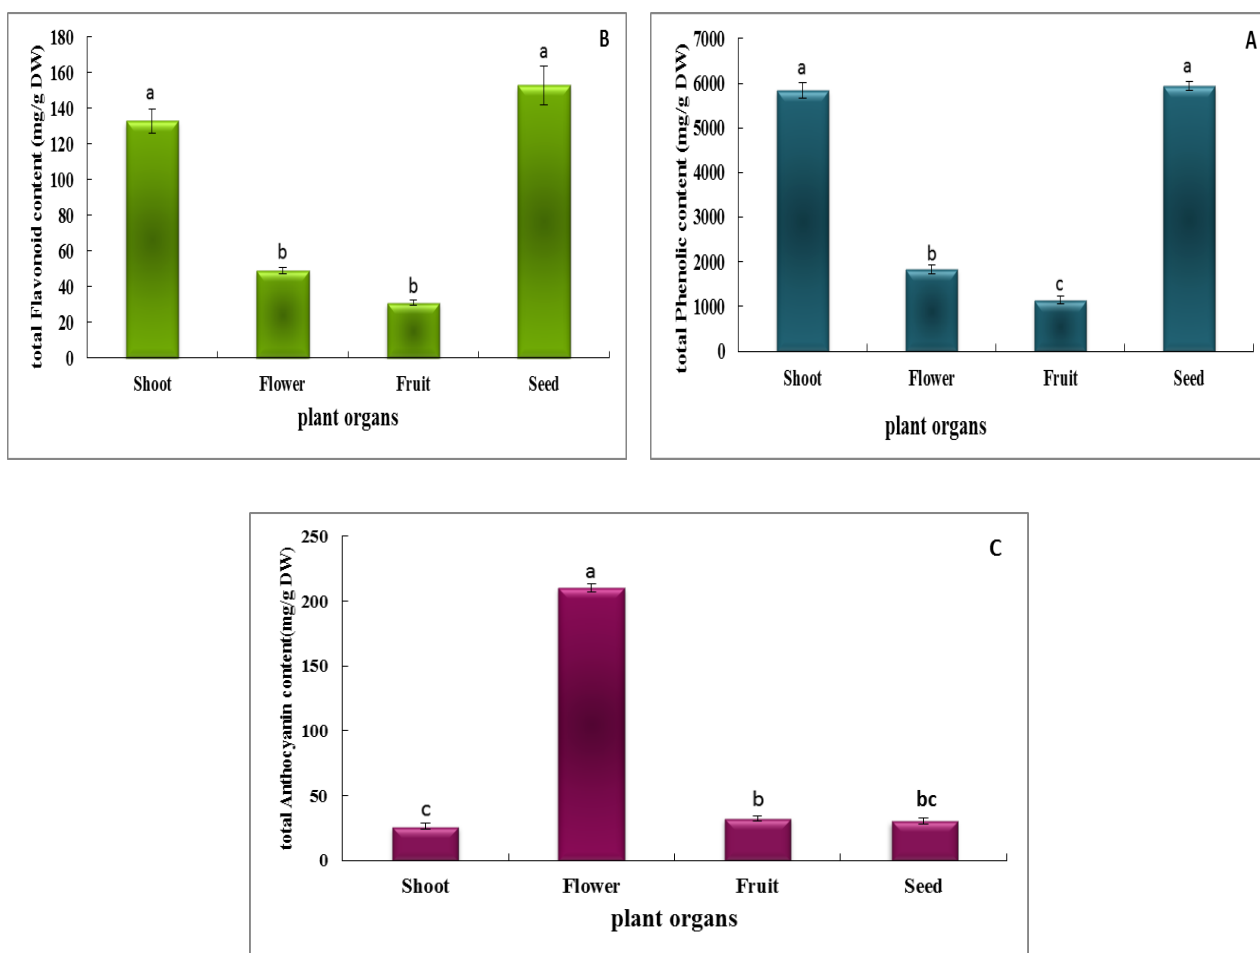 B
total Flavonoid content (mg/g DW)
180
160
140
120
100
80
60
40
20
0
a
b
b
a
Shoot Flower Fruit Seed
plant organs
A
total Phenolic content (mg/g DW)
7000
6000
5000
4000
3000
2000
1000
0
a
b
c
a
Shoot Flower Fruit Seed
plant organs
C
total Anthocyanin content(mg/g DW)
250
200
150
100
50
0
c
a
b
bc
Shoot Flower Fruit Seed
plant organs